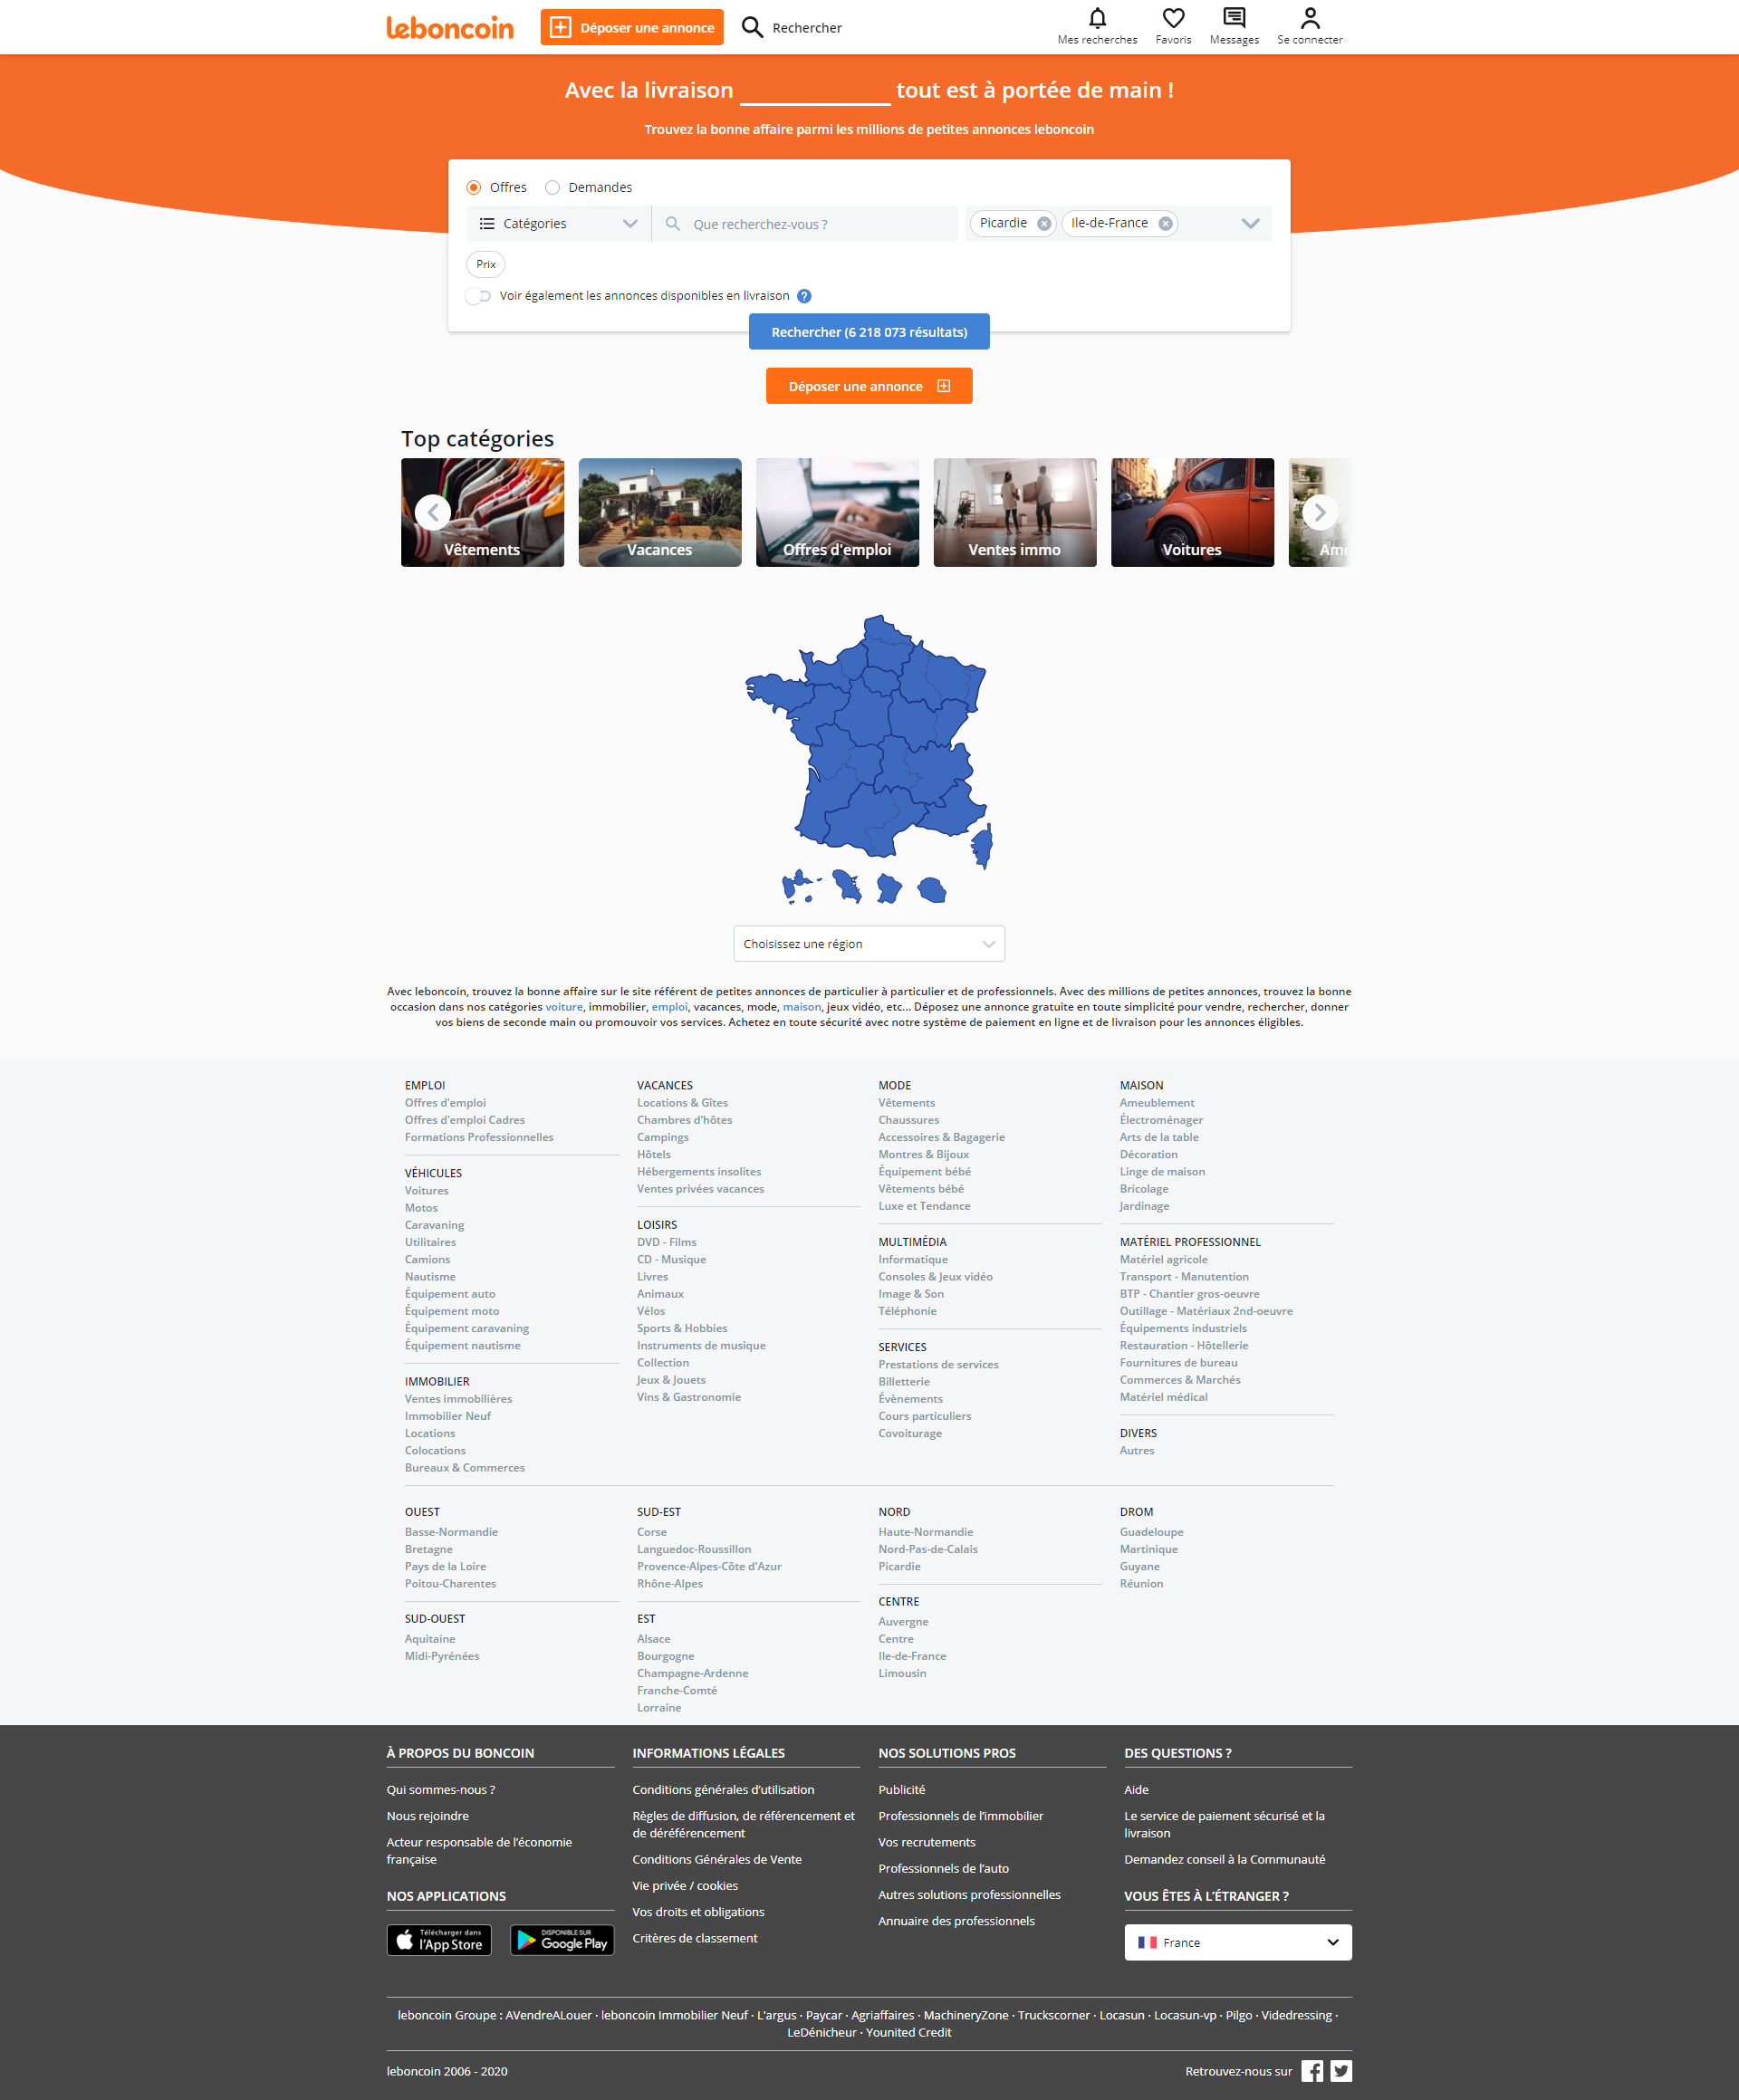 leboncoin
Déposer une annonce
Rechercher
Mes recherches
Favoris
Messages
Se connecter
Avec la livraison tout est à portée de main !
Trouvez la bonne affaire parmi les millions de petites annonces leboncoin
Offres
Demandes
Catégories
Que recherchez-vous ?
Picardie
Ile-de-France
Prix
Voir également les annonces disponibles en livraison ?
Rechercher (6 218 073 résultats)
Déposer une annonce
Top catégories
Vêtements
Vacances
Offres d'emploi
Ventes immo
Voitures
Choisissez une région
Avec leboncoin, trouvez la bonne affaire sur le site référent de petites annonces de particulier à particulier et de professionnels. Avec des millions de petites annonces, trouvez la bonne
occasion dans nos catégories voiture, immobilier, emploi, vacances, mode, maison, jeux vidéo, etc... Déposez une annonce gratuite en toute simplicité pour vendre, rechercher, donner
vos biens de seconde main ou promouvoir vos services. Achetez en toute sécurité avec notre système de paiement en ligne et de livraison pour les annonces éligibles.
EMPLOI
Offres d'emploi
Offres d'emploi Cadres
Formations Professionnelles
VÉHICULES
Voitures
Motos
Caravaning
Utilitaires
Camions
Nautisme
Équipement auto
Équipement moto
Équipement caravaning
Équipement nautisme
IMMOBILIER
Ventes immobilières
Immobilier Neuf
Locations
Colocations
Bureaux & Commerces
VACANCES
Locations & Gîtes
Chambres d'hôtes
Campings
Hôtels
Hébergements insolites
Ventes privées vacances
LOISIRS
DVD - Films
CD - Musique
Livres
Animaux
Vélos
Sports & Hobbies
Instruments de musique
Collection
Jeux & Jouets
Vins & Gastronomie
MODE
Vêtements
Chaussures
Accessoires & Bagagerie
Montres & Bijoux
Équipement bébé
Vêtements bébé
Luxe et Tendance
MULTIMÉDIA
Informatique
Consoles & Jeux vidéo
Image & Son
Téléphonie
SERVICES
Prestations de services
Billetterie
Évènements
Cours particuliers
Covoiturage
MAISON
Ameublement
Électroménager
Arts de la table
Décoration
Linge de maison
Bricolage
Jardinage
MATÉRIEL PROFESSIONNEL
Matériel agricole
Transport - Manutention
BTP - Chantier gros-oeuvre
Outillage - Matériaux 2nd-oeuvre
Équipements industriels
Restauration - Hôtellerie
Fournitures de bureau
Commerces & Marchés
Matériel médical
DIVERS
Autres
OUEST
Basse-Normandie
Bretagne
Pays de la Loire
Poitou-Charentes
SUD-OUEST
Aquitaine
Midi-Pyrénées
SUD-EST
Corse
Languedoc-Roussillon
Provence-Alpes-Côte d'Azur
Rhône-Alpes
EST
Alsace
Bourgogne
Champagne-Ardenne
Franche-Comté
Lorraine
NORD
Haute-Normandie
Nord-Pas-de-Calais
Picardie
CENTRE
Auvergne
Centre
Ile-de-France
Limousin
DROM
Guadeloupe
Martinique
Guyane
Réunion
À PROPOS DU BONCOIN
Qui sommes-nous ?
Nous rejoindre
Acteur responsable de l’économie
française
NOS APPLICATIONS
Télécharger dans
l'App Store
DISPONIBLE SUR
Google Play
INFORMATIONS LÉGALES
Conditions générales d’utilisation
Règles de diffusion, de référencement et
de déréférencement
Conditions Générales de Vente
Vie privée / cookies
Vos droits et obligations
Critères de classement
NOS SOLUTIONS PROS
Publicité
Professionnels de l’immobilier
Vos recrutements
Professionnels de l’auto
Autres solutions professionnelles
Annuaire des professionnels
DES QUESTIONS ?
Aide
Le service de paiement sécurisé et la
livraison
Demandez conseil à la Communauté
VOUS ÊTES À L’ÉTRANGER ?
France
leboncoin Groupe : AVendreALouer · leboncoin Immobilier Neuf · L’argus · Paycar · Agriaffaires · MachineryZone · Truckscorner · Locasun · Locasun-vp · Pilgo · Videdressing ·
LeDénicheur · Younited Credit
leboncoin 2006 - 2020
Retrouvez-nous sur